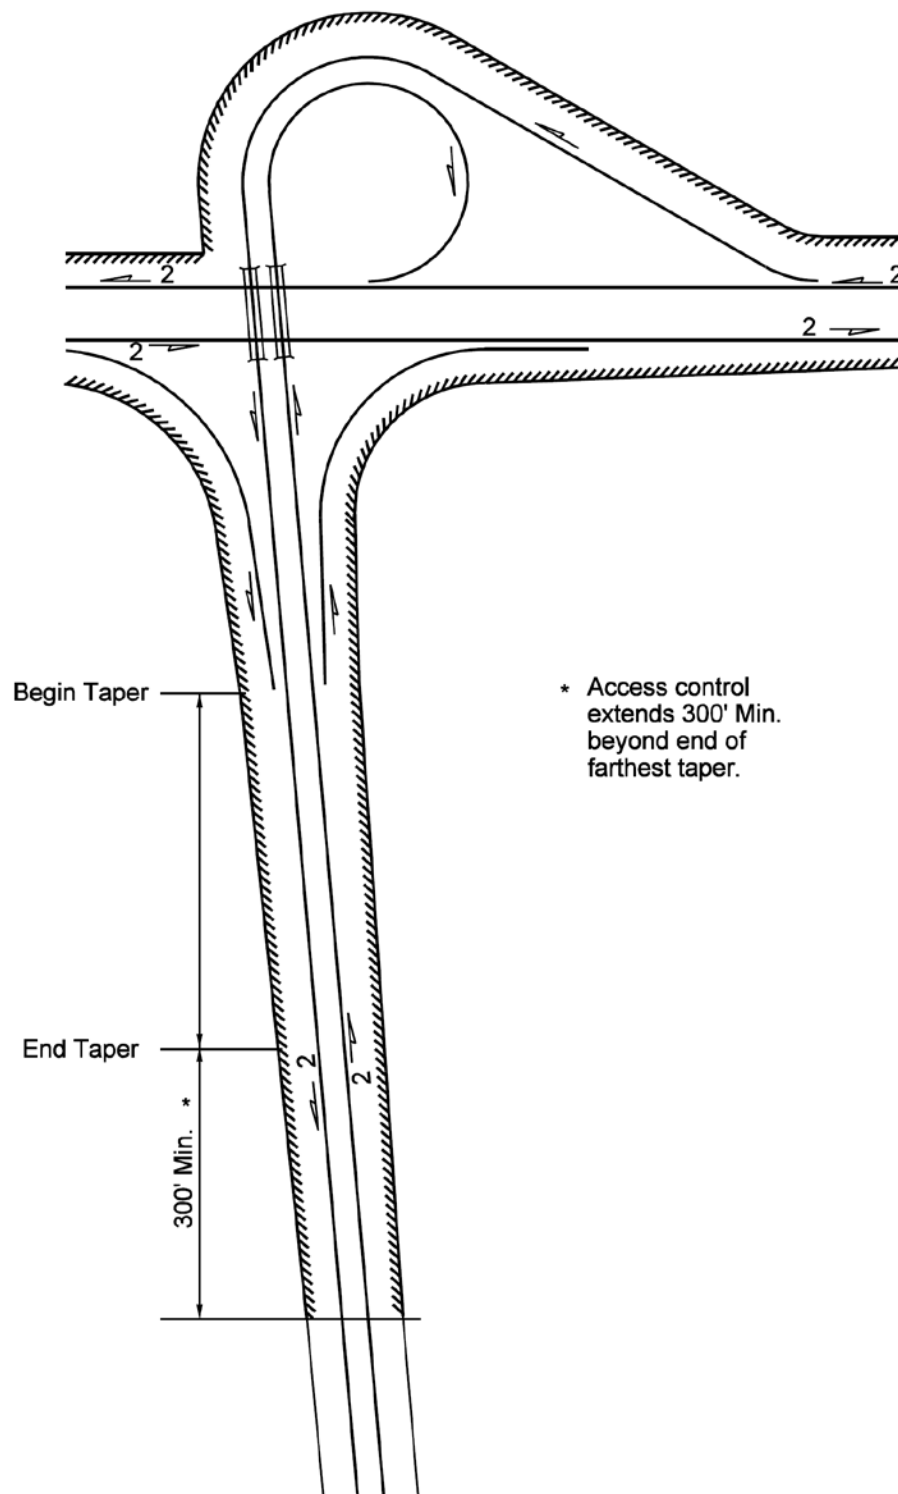 2
2
2
2
Begin Taper
* Access control
extends 300' Min.
beyond end of
farthest taper.
End Taper
2
2
300' Min. *